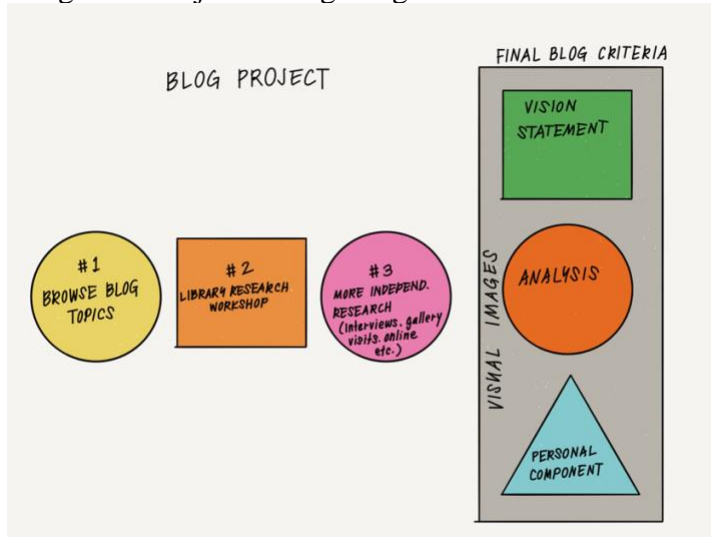 BLOG PROJECT
#1
BROWSE BLOG
TOPICS
#2
LIBRARY RESEARCH
WORKSHOP
#3
MORE INDEPEND.
RESEARCH
(Interviews. gallery
visits. online
etc.)
FINAL BLOG CRITERIA
VISUAL IMAGES
VISION
STATEMENT
ANALYSIS
PERSONAL
COMPONENT